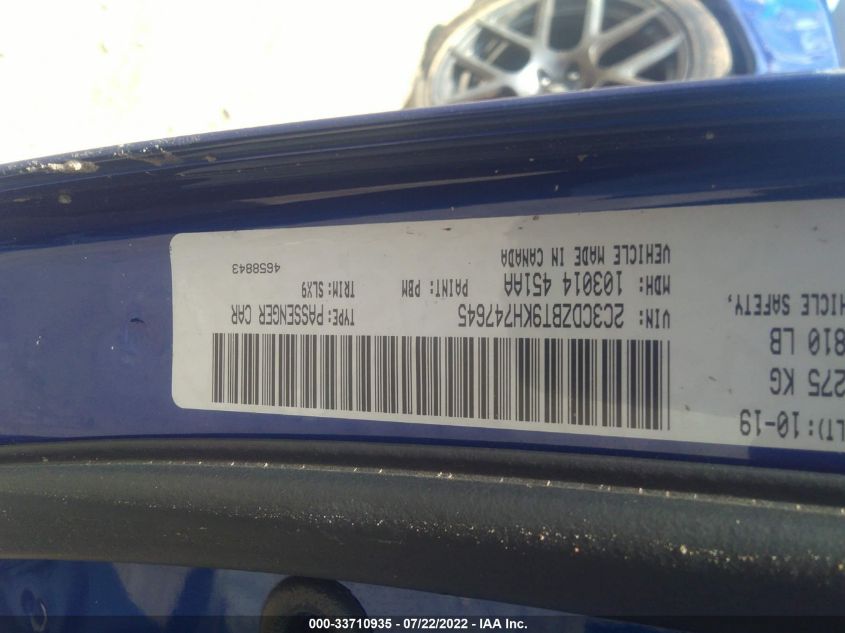 LT): 10-19
275 KG
810 LB
HICLE SAFETY,
VIN: 2C3CDZBT9KH747645 TYPE: PASSENGER CAR
MDH: 103014 451AA PAINT: PBM TRIM: SLX9
VEHICLE MADE IN CANADA 4658843
000-33710935 - 07/22/2022 - IAA Inc.